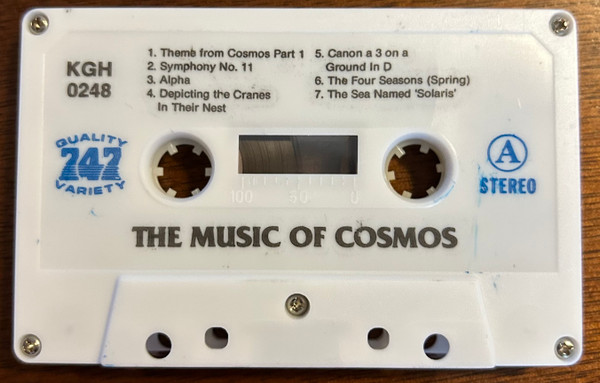 KGH
0248
1. Theme from Cosmos Part 1
2. Symphony No. 11
3. Alpha
4. Depicting the Cranes
In Their Nest
5. Canon a 3 on a
Ground In D
6. The Four Seasons (Spring)
7. The Sea Named 'Solaris'
QUALITY
747
VARIETY
100 50 0
A
STEREO
THE MUSIC OF COSMOS